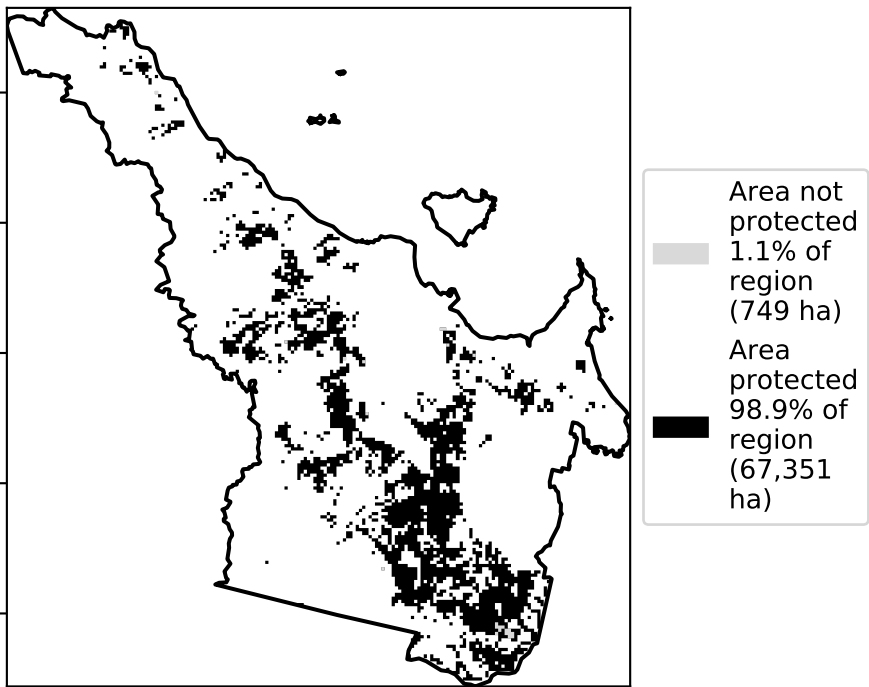 Area not
protected
1.1% of
region
(749 ha)
Area
protected
98.9% of
region
(67,351
ha)